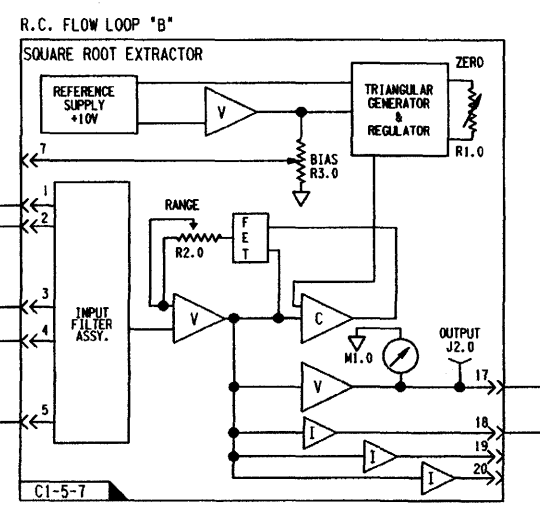 R.C. FLOW LOOP "B"
SQUARE ROOT EXTRACTOR
REFERENCE
SUPPLY
+10V
V
TRIANGULAR
GENERATOR
&
REGULATOR
ZERO
R1.0
7
BIAS
R3.0
1
2
RANGE
R2.0
F
E
T
3
4
5
INPUT
FILTER
ASSY.
V
C
M1.0
OUTPUT
J2.0
V
17
I
18
I
19
I
20
C1-5-7